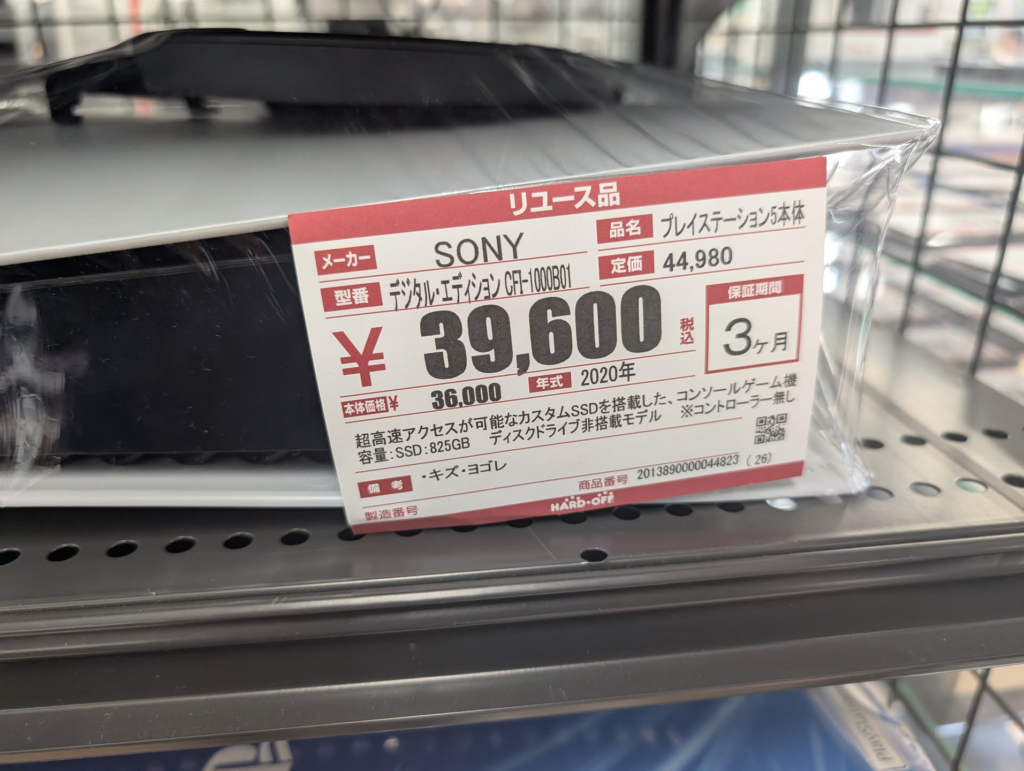 リユース品
メーカー SONY
品名 プレイステーション5本体
型番 デジタル・エディション CFI-1000B01
定価 44,980
¥39,600 税込
保証期間 3ヶ月
本体価格¥ 36,000
年式 2020年
超高速アクセスが可能なカスタムSSDを搭載した、コンソールゲーム機
容量:SSD:825GB ディスクドライブ非搭載モデル ※コントローラー無し
備考 ・キズ・ヨゴレ
商品番号 2013890000044823 (26)
製造番号
HARD・OFF
PlayStation